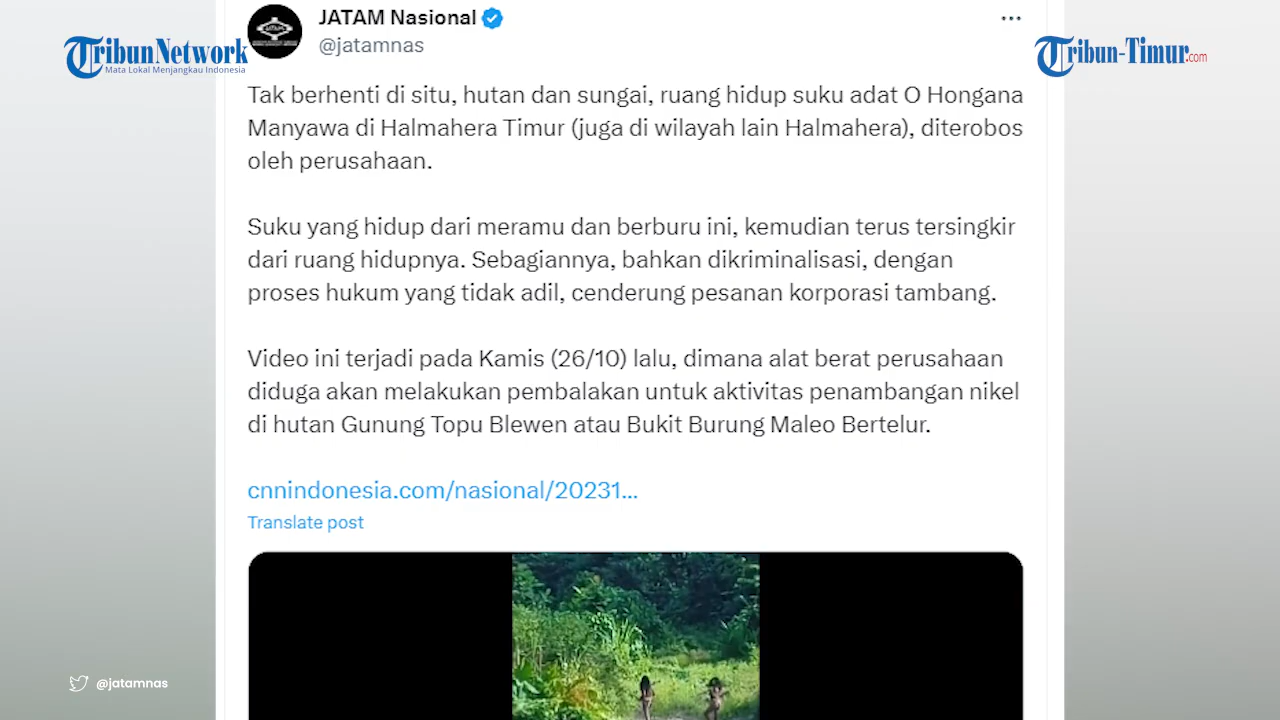 JATAM Nasional
@jatamnas
TribunNetwork
Mata Lokal Menjangkau Indonesia
Tribun-Timur.com
Tak berhenti di situ, hutan dan sungai, ruang hidup suku adat O Hongana
Manyawa di Halmahera Timur (juga di wilayah lain Halmahera), diterobos
oleh perusahaan.
Suku yang hidup dari meramu dan berburu ini, kemudian terus tersingkir
dari ruang hidupnya. Sebagiannya, bahkan dikriminalisasi, dengan
proses hukum yang tidak adil, cenderung pesanan korporasi tambang.
Video ini terjadi pada Kamis (26/10) lalu, dimana alat berat perusahaan
diduga akan melakukan pembalakan untuk aktivitas penambangan nikel
di hutan Gunung Topu Blewen atau Bukit Burung Maleo Bertelur.
cnnindonesia.com/nasional/20231...
Translate post
@jatamnas